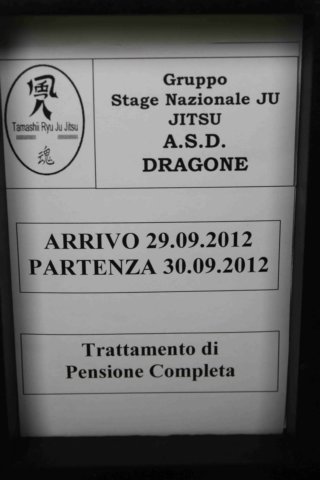 Tamashii Ryu Ju Jitsu
魂
Gruppo
Stage Nazionale JU
JITSU
A.S.D.
DRAGONE
ARRIVO 29.09.2012
PARTENZA 30.09.2012
Trattamento di
Pensione Completa